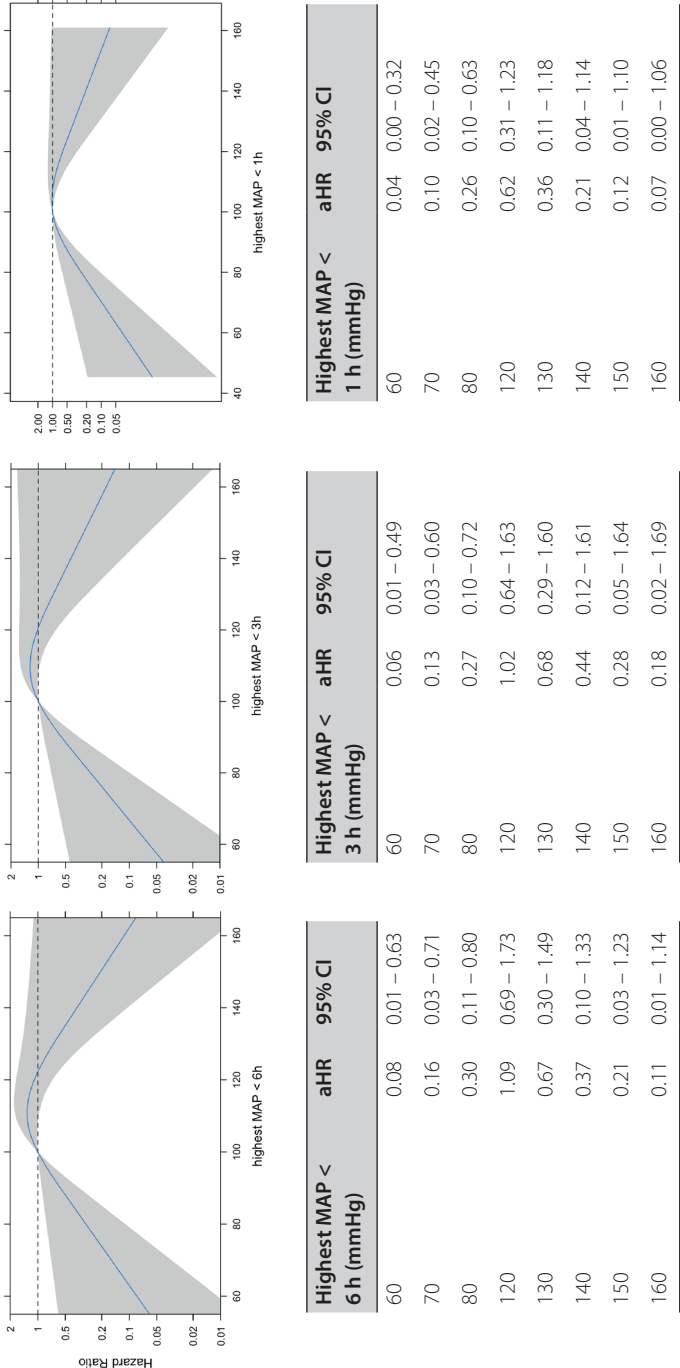 Hazard Ratio
2
1
0.5
0.2
0.1
0.05
0.02
0.01
60 80 100 120 140 160
highest MAP < 6h
2
1
0.5
0.2
0.1
0.05
0.02
0.01
60 80 100 120 140 160
highest MAP < 3h
2.00
1.00
0.50
0.20
0.10
0.05
40 60 80 100 120 140 160
highest MAP < 1h
Highest MAP < 6 h (mmHg) aHR 95% CI
60 0.08 0.01 – 0.63
70 0.16 0.03 – 0.71
80 0.30 0.11 – 0.80
120 1.09 0.69 – 1.73
130 0.67 0.30 – 1.49
140 0.37 0.10 – 1.33
150 0.21 0.03 – 1.23
160 0.11 0.01 – 1.14
Highest MAP < 3 h (mmHg) aHR 95% CI
60 0.06 0.01 – 0.49
70 0.13 0.03 – 0.60
80 0.27 0.10 – 0.72
120 1.02 0.64 – 1.63
130 0.68 0.29 – 1.60
140 0.44 0.12 – 1.61
150 0.28 0.05 – 1.64
160 0.18 0.02 – 1.69
Highest MAP < 1 h (mmHg) aHR 95% CI
60 0.04 0.00 – 0.32
70 0.10 0.02 – 0.45
80 0.26 0.10 – 0.63
120 0.62 0.31 – 1.23
130 0.36 0.11 – 1.18
140 0.21 0.04 – 1.14
150 0.12 0.01 – 1.10
160 0.07 0.00 – 1.06